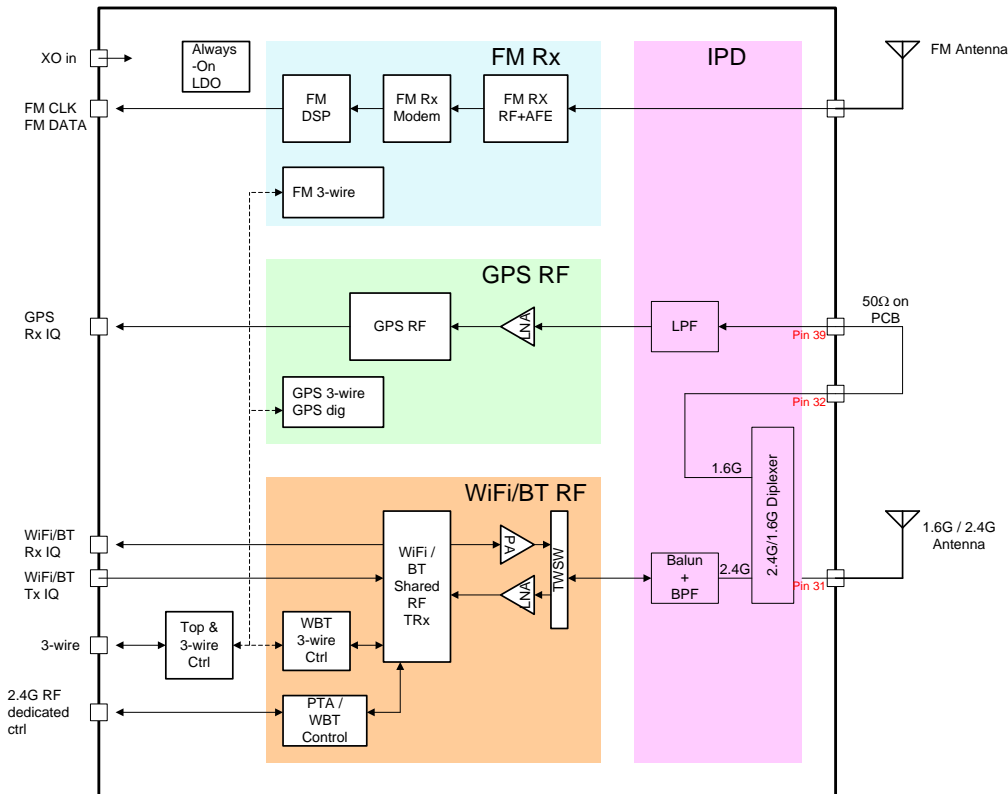 XO in
Always
-On
LDO
FM Rx
IPD
FM Antenna
FM CLK
FM DATA
FM
DSP
FM Rx
Modem
FM RX
RF+AFE
FM 3-wire
GPS RF
GPS
Rx IQ
GPS RF
LNA
LPF
50Ω on
PCB
Pin 39
GPS 3-wire
GPS dig
Pin 32
1.6G
2.4G/1.6G Diplexer
WiFi/BT RF
WiFi/BT
Rx IQ
WiFi/BT
Tx IQ
WiFi /
BT
Shared
RF
TRx
PA
LNA
TWSW
Balun
+
BPF
2.4G
Pin 31
1.6G / 2.4G
Antenna
3-wire
Top &
3-wire
Ctrl
WBT
3-wire
Ctrl
2.4G RF
dedicated
ctrl
PTA /
WBT
Control